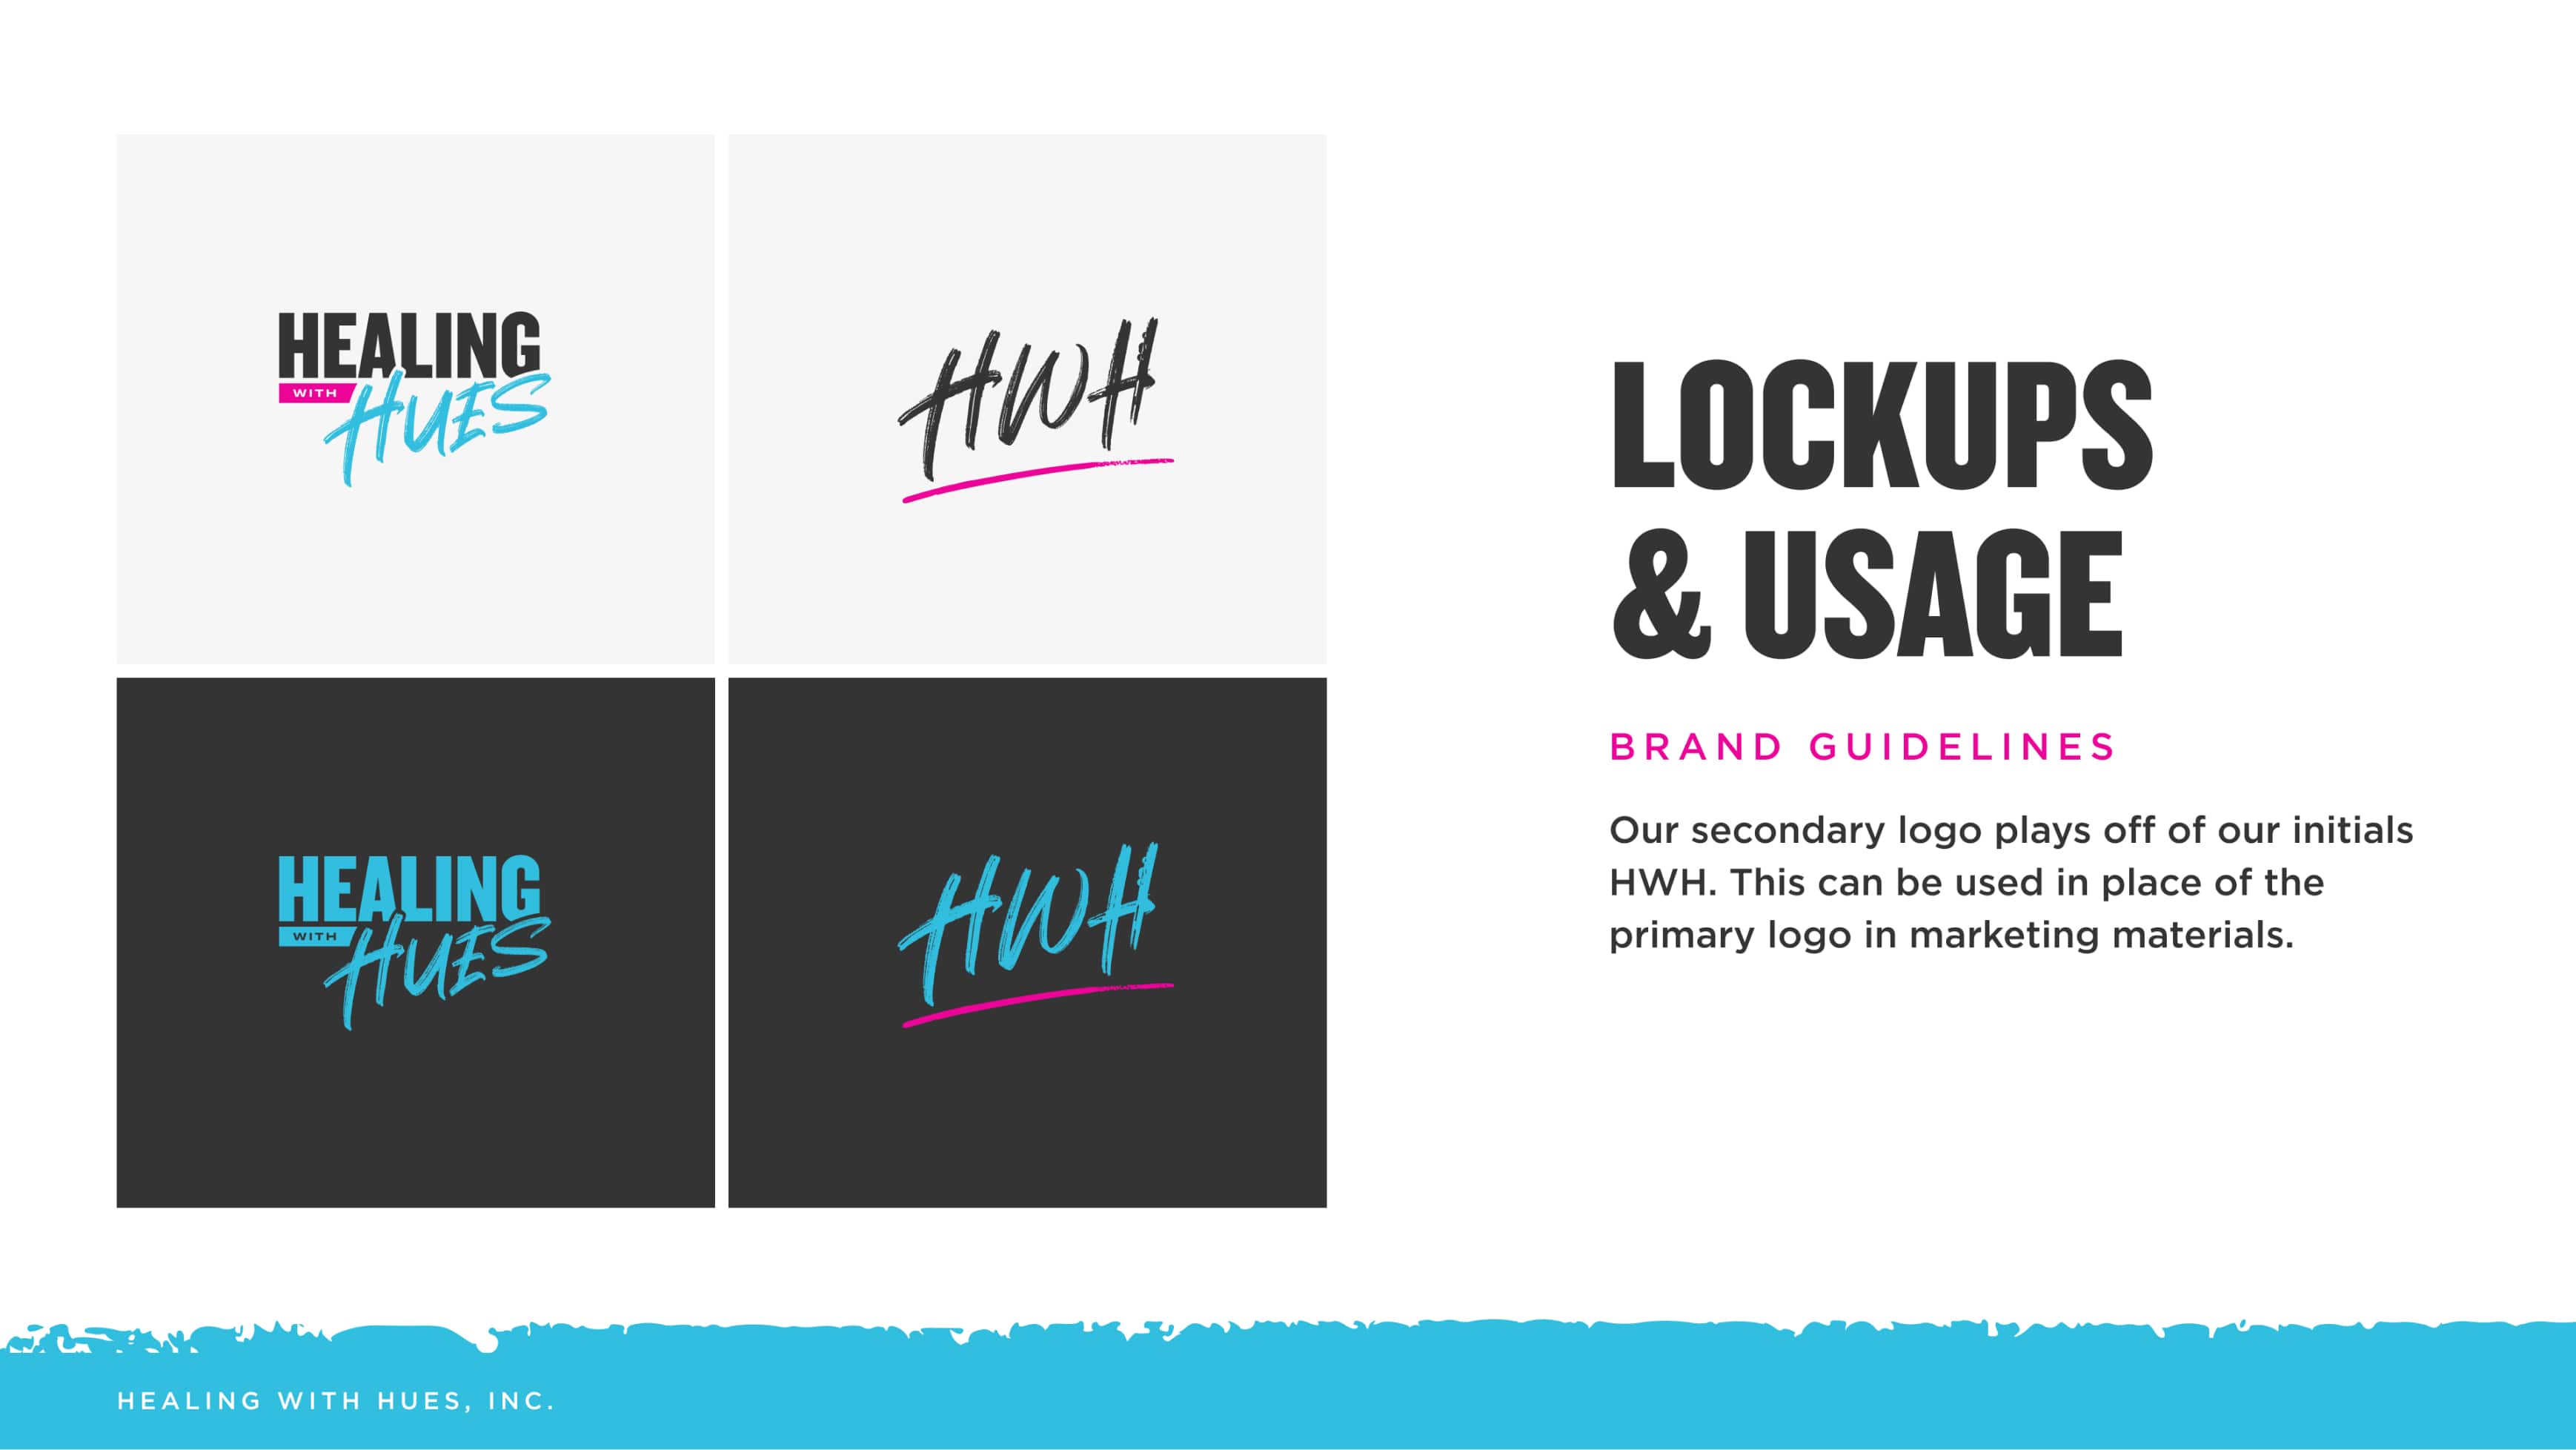 HEALING
WITH
HUES
HWH
HEALING
WITH
HUES
HWH
LOCKUPS
& USAGE
BRAND GUIDELINES
Our secondary logo plays off of our initials
HWH. This can be used in place of the
primary logo in marketing materials.
HEALING WITH HUES, INC.